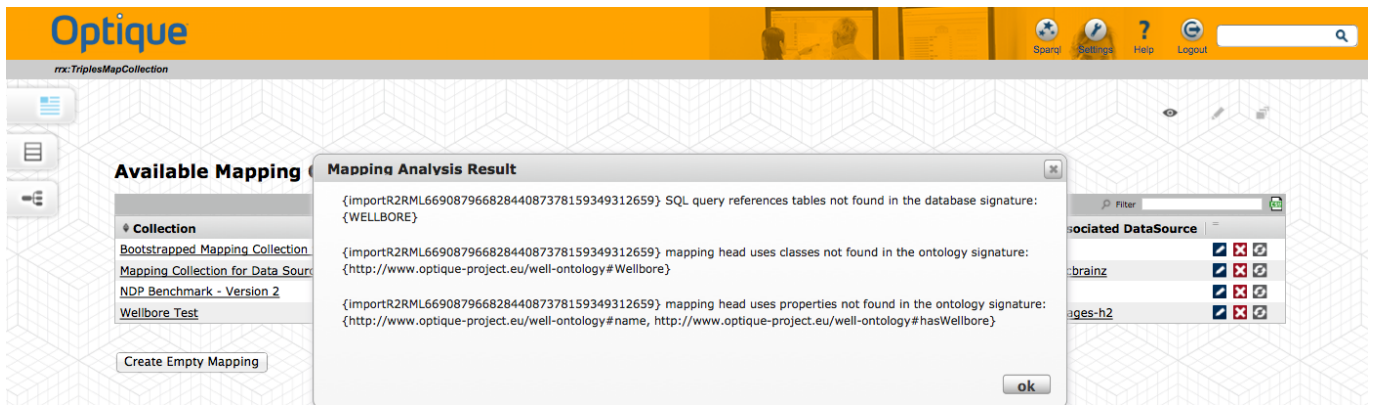 Optique
Sparql
Settings
Help
Logout
rrx:TriplesMapCollection
Available Mapping
Mapping Analysis Result
{importR2RML66908796682844087378159349312659} SQL query references tables not found in the database signature:
{WELLBORE}
{importR2RML66908796682844087378159349312659} mapping head uses classes not found in the ontology signature:
{http://www.optique-project.eu/well-ontology#Wellbore}
{importR2RML66908796682844087378159349312659} mapping head uses properties not found in the ontology signature:
{http://www.optique-project.eu/well-ontology#name, http://www.optique-project.eu/well-ontology#hasWellbore}
ok
Filter
Collection
sociated DataSource
Bootstrapped Mapping Collection
Mapping Collection for Data Sourc
:brainz
NDP Benchmark - Version 2
Wellbore Test
ages-h2
Create Empty Mapping